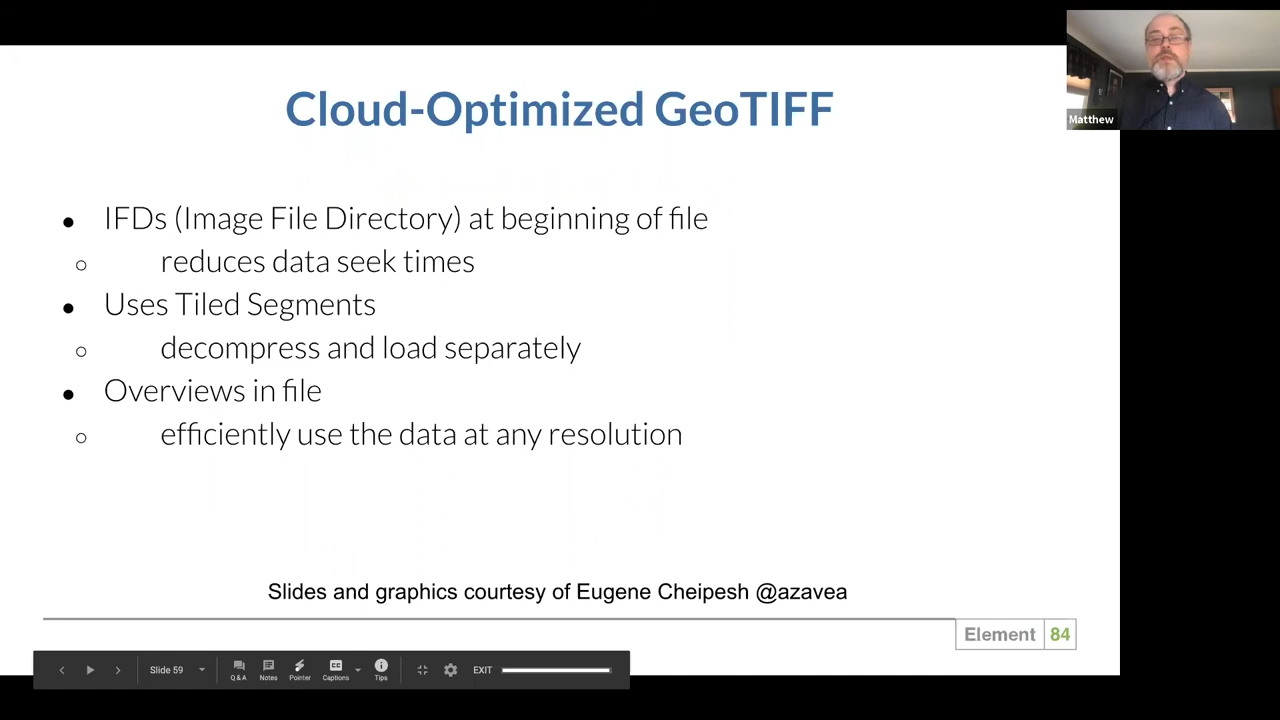 Cloud-Optimized GeoTIFF
Matthew
● IFDs (Image File Directory) at beginning of file
○ reduces data seek times
● Uses Tiled Segments
○ decompress and load separately
● Overviews in file
○ efficiently use the data at any resolution
Slides and graphics courtesy of Eugene Cheipesh @azavea
Element 84
Slide 59
Q & A
Notes
Pointer
CC
Captions
Tips
EXIT